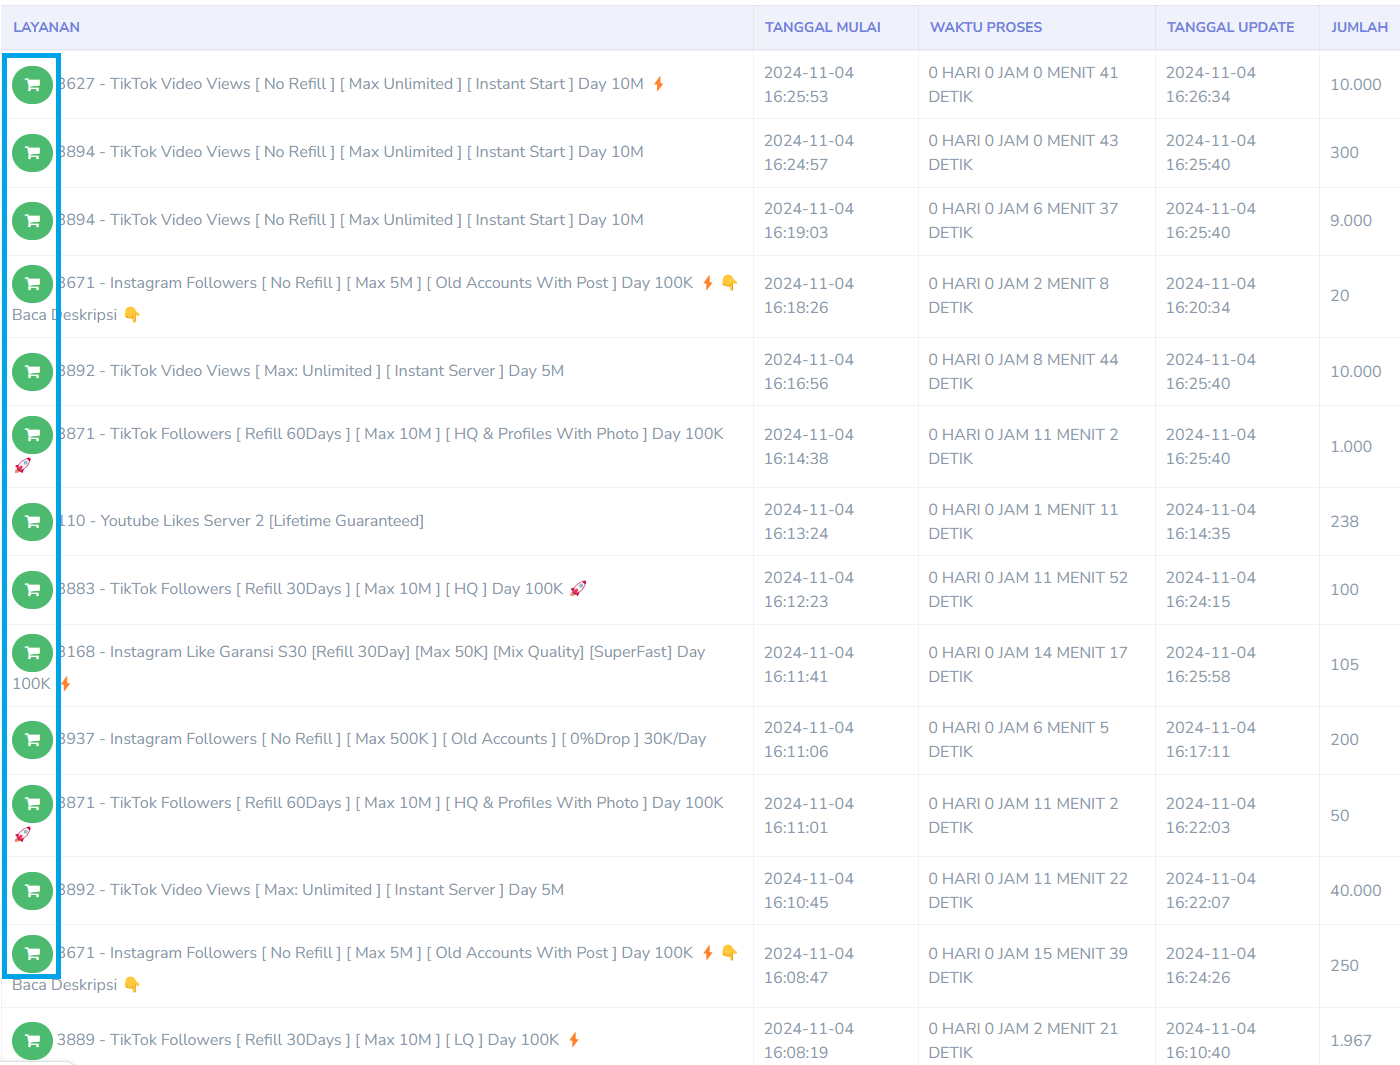 LAYANAN TANGGAL MULAI WAKTU PROSES TANGGAL UPDATE JUMLAH
3627 - TikTok Video Views [ No Refill ] [ Max Unlimited ] [ Instant Start ] Day 10M ⚡ 2024-11-04 16:25:53 0 HARI 0 JAM 0 MENIT 41 DETIK 2024-11-04 16:26:34 10.000
3894 - TikTok Video Views [ No Refill ] [ Max Unlimited ] [ Instant Start ] Day 10M 2024-11-04 16:24:57 0 HARI 0 JAM 0 MENIT 43 DETIK 2024-11-04 16:25:40 300
3894 - TikTok Video Views [ No Refill ] [ Max Unlimited ] [ Instant Start ] Day 10M 2024-11-04 16:19:03 0 HARI 0 JAM 6 MENIT 37 DETIK 2024-11-04 16:25:40 9.000
3671 - Instagram Followers [ No Refill ] [ Max 5M ] [ Old Accounts With Post ] Day 100K ⚡ 👇 Baca Deskripsi 👇 2024-11-04 16:18:26 0 HARI 0 JAM 2 MENIT 8 DETIK 2024-11-04 16:20:34 20
3892 - TikTok Video Views [ Max: Unlimited ] [ Instant Server ] Day 5M 2024-11-04 16:16:56 0 HARI 0 JAM 8 MENIT 44 DETIK 2024-11-04 16:25:40 10.000
3871 - TikTok Followers [ Refill 60Days ] [ Max 10M ] [ HQ & Profiles With Photo ] Day 100K 🚀 2024-11-04 16:14:38 0 HARI 0 JAM 11 MENIT 2 DETIK 2024-11-04 16:25:40 1.000
110 - Youtube Likes Server 2 [Lifetime Guaranteed] 2024-11-04 16:13:24 0 HARI 0 JAM 1 MENIT 11 DETIK 2024-11-04 16:14:35 238
3883 - TikTok Followers [ Refill 30Days ] [ Max 10M ] [ HQ ] Day 100K 🚀 2024-11-04 16:12:23 0 HARI 0 JAM 11 MENIT 52 DETIK 2024-11-04 16:24:15 100
3168 - Instagram Like Garansi S30 [Refill 30Day] [Max 50K] [Mix Quality] [SuperFast] Day 100K ⚡ 2024-11-04 16:11:41 0 HARI 0 JAM 14 MENIT 17 DETIK 2024-11-04 16:25:58 105
3937 - Instagram Followers [ No Refill ] [ Max 500K ] [ Old Accounts ] [ 0%Drop ] 30K/Day 2024-11-04 16:11:06 0 HARI 0 JAM 6 MENIT 5 DETIK 2024-11-04 16:17:11 200
3871 - TikTok Followers [ Refill 60Days ] [ Max 10M ] [ HQ & Profiles With Photo ] Day 100K 🚀 2024-11-04 16:11:01 0 HARI 0 JAM 11 MENIT 2 DETIK 2024-11-04 16:22:03 50
3892 - TikTok Video Views [ Max: Unlimited ] [ Instant Server ] Day 5M 2024-11-04 16:10:45 0 HARI 0 JAM 11 MENIT 22 DETIK 2024-11-04 16:22:07 40.000
3671 - Instagram Followers [ No Refill ] [ Max 5M ] [ Old Accounts With Post ] Day 100K ⚡ 👇 Baca Deskripsi 👇 2024-11-04 16:08:47 0 HARI 0 JAM 15 MENIT 39 DETIK 2024-11-04 16:24:26 250
3889 - TikTok Followers [ Refill 30Days ] [ Max 10M ] [ LQ ] Day 100K ⚡ 2024-11-04 16:08:19 0 HARI 0 JAM 2 MENIT 21 DETIK 2024-11-04 16:10:40 1.967